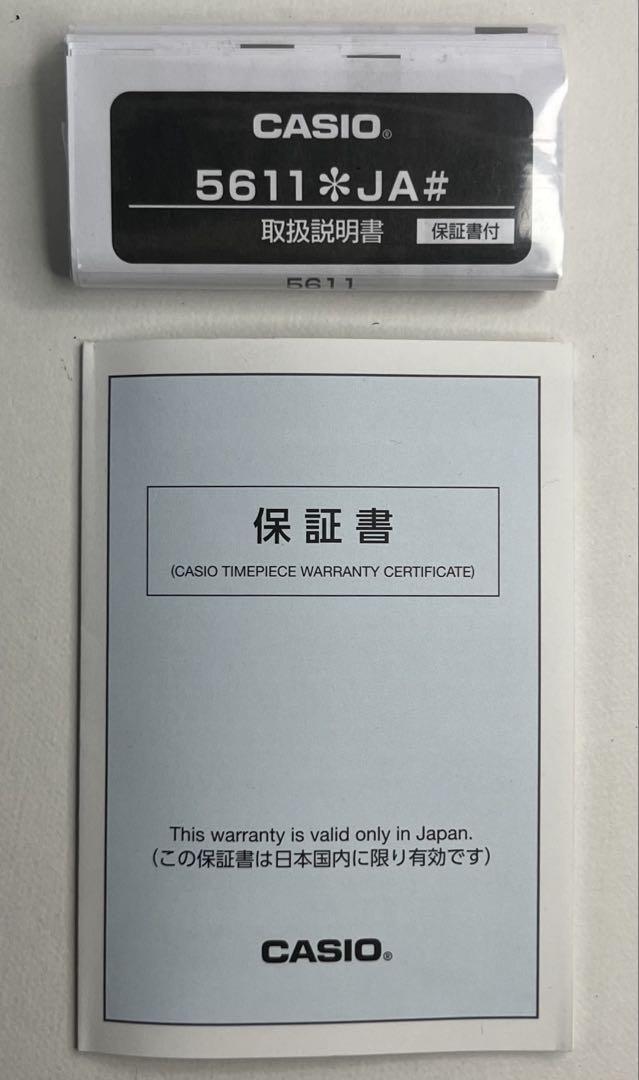 CASIO®
5611✻JA#
取扱説明書 保証書付
5611
保証書
(CASIO TIMEPIECE WARRANTY CERTIFICATE)
This warranty is valid only in Japan.
（この保証書は日本国内に限り有効です）
CASIO®